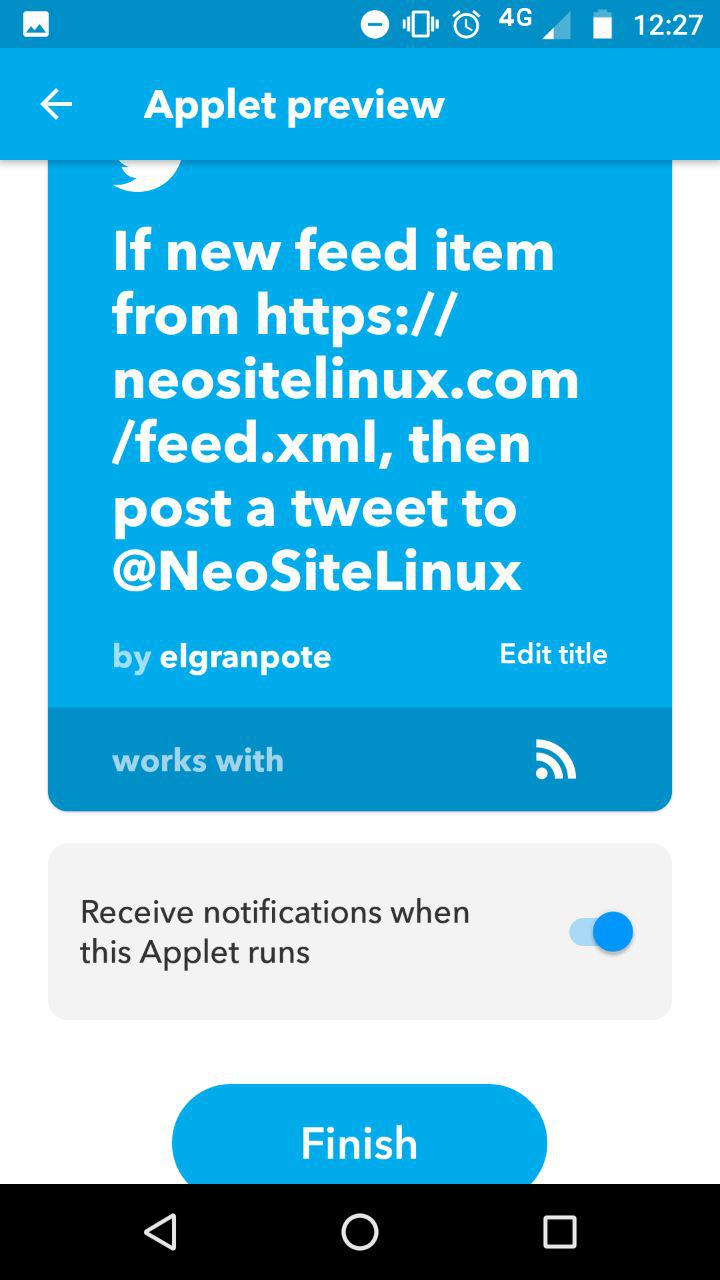 4G 12:27
Applet preview
If new feed item
from https://
neositelinux.com
/feed.xml, then
post a tweet to
@NeoSiteLinux
by elgranpote Edit title
works with
Receive notifications when
this Applet runs
Finish